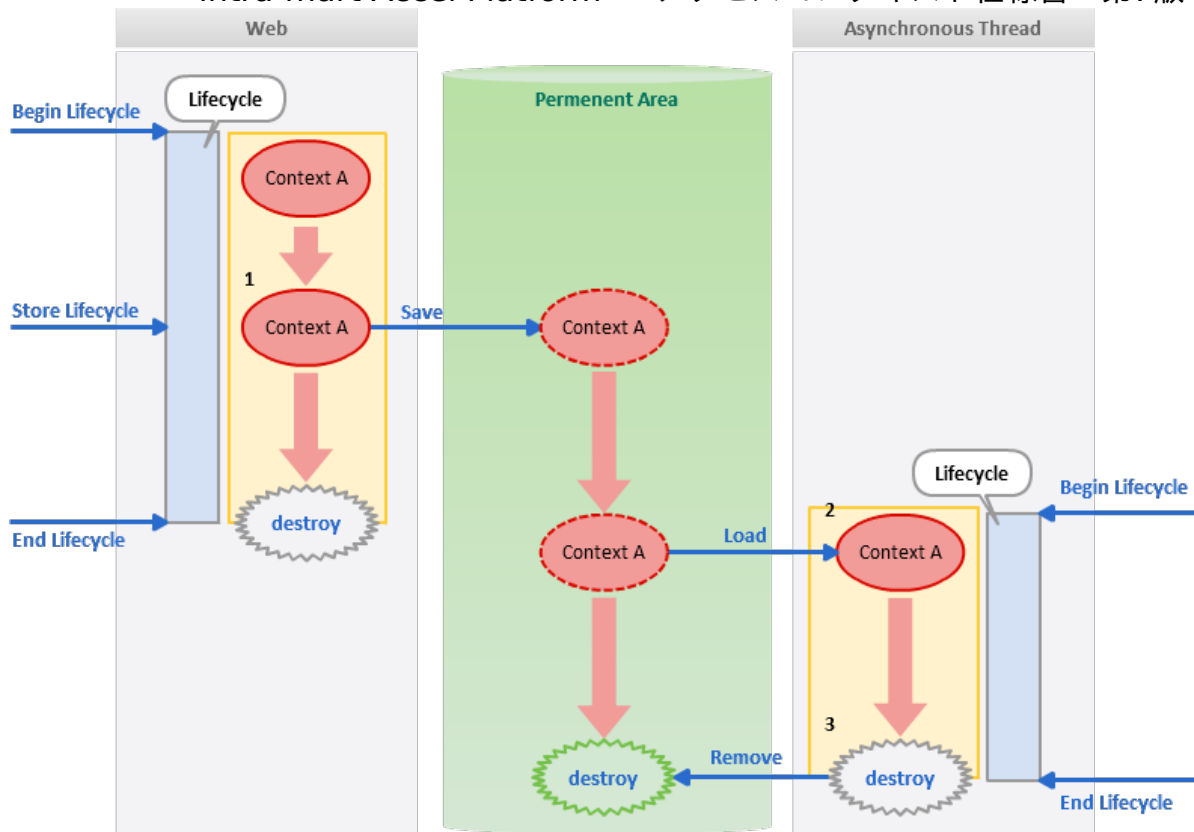 Web
Asynchronous Thread
Permenent Area
Lifecycle
Begin Lifecycle
Context A
1
Store Lifecycle
Context A
Save
Context A
Lifecycle
Begin Lifecycle
destroy
End Lifecycle
2
Context A
Load
Context A
3
Remove
destroy
destroy
End Lifecycle